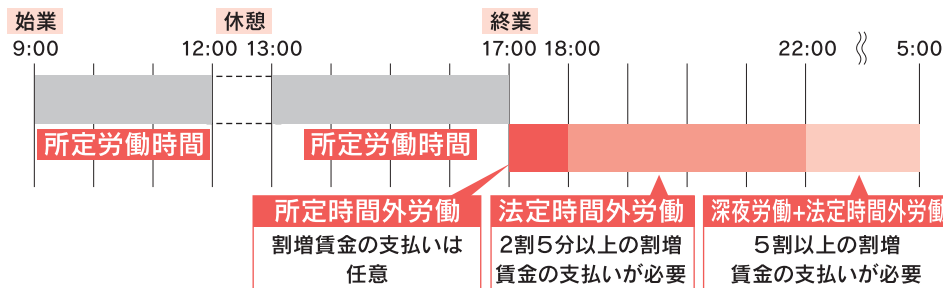 始業 休憩 終業
9:00 12:00 13:00 17:00 18:00 22:00 5:00
所定労働時間 所定労働時間
所定時間外労働
割増賃金の支払いは
任意
法定時間外労働
2割5分以上の割増
賃金の支払いが必要
深夜労働+法定時間外労働
5割以上の割増
賃金の支払いが必要